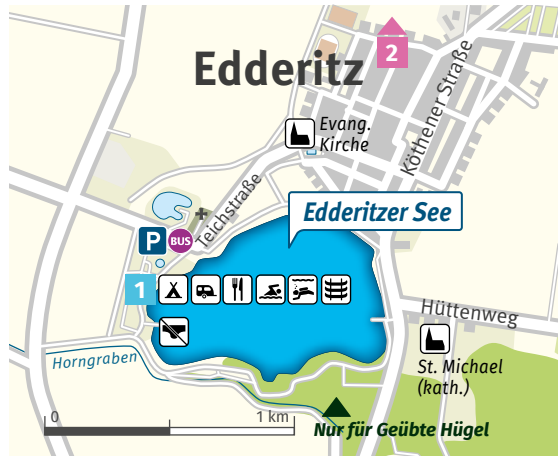 2
Edderitz
Köthener Straße
Evang.
Kirche
Teichstraße
Edderitzer See
P
BUS
1
Hüttenweg
Horngraben
St. Michael
(kath.)
0
1 km
Nur für Geübte Hügel